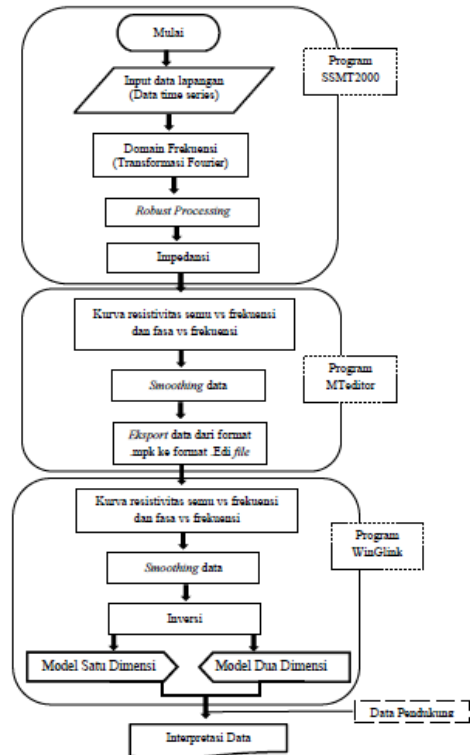 Mulai
Program
SSMT2000
Input data lapangan
(Data time series)
Domain Frekuensi
(Transformasi Fourier)
Robust Processing
Impedansi
Kurva resistivitas semu vs frekuensi
dan fasa vs frekuensi
Program
MTeditor
Smoothing data
Eksport data dari format
.mpk ke format .Edi file
Kurva resistivitas semu vs frekuensi
dan fasa vs frekuensi
Program
WinGlink
Smoothing data
Inversi
Model Satu Dimensi
Model Dua Dimensi
Data Pendukung
Interpretasi Data